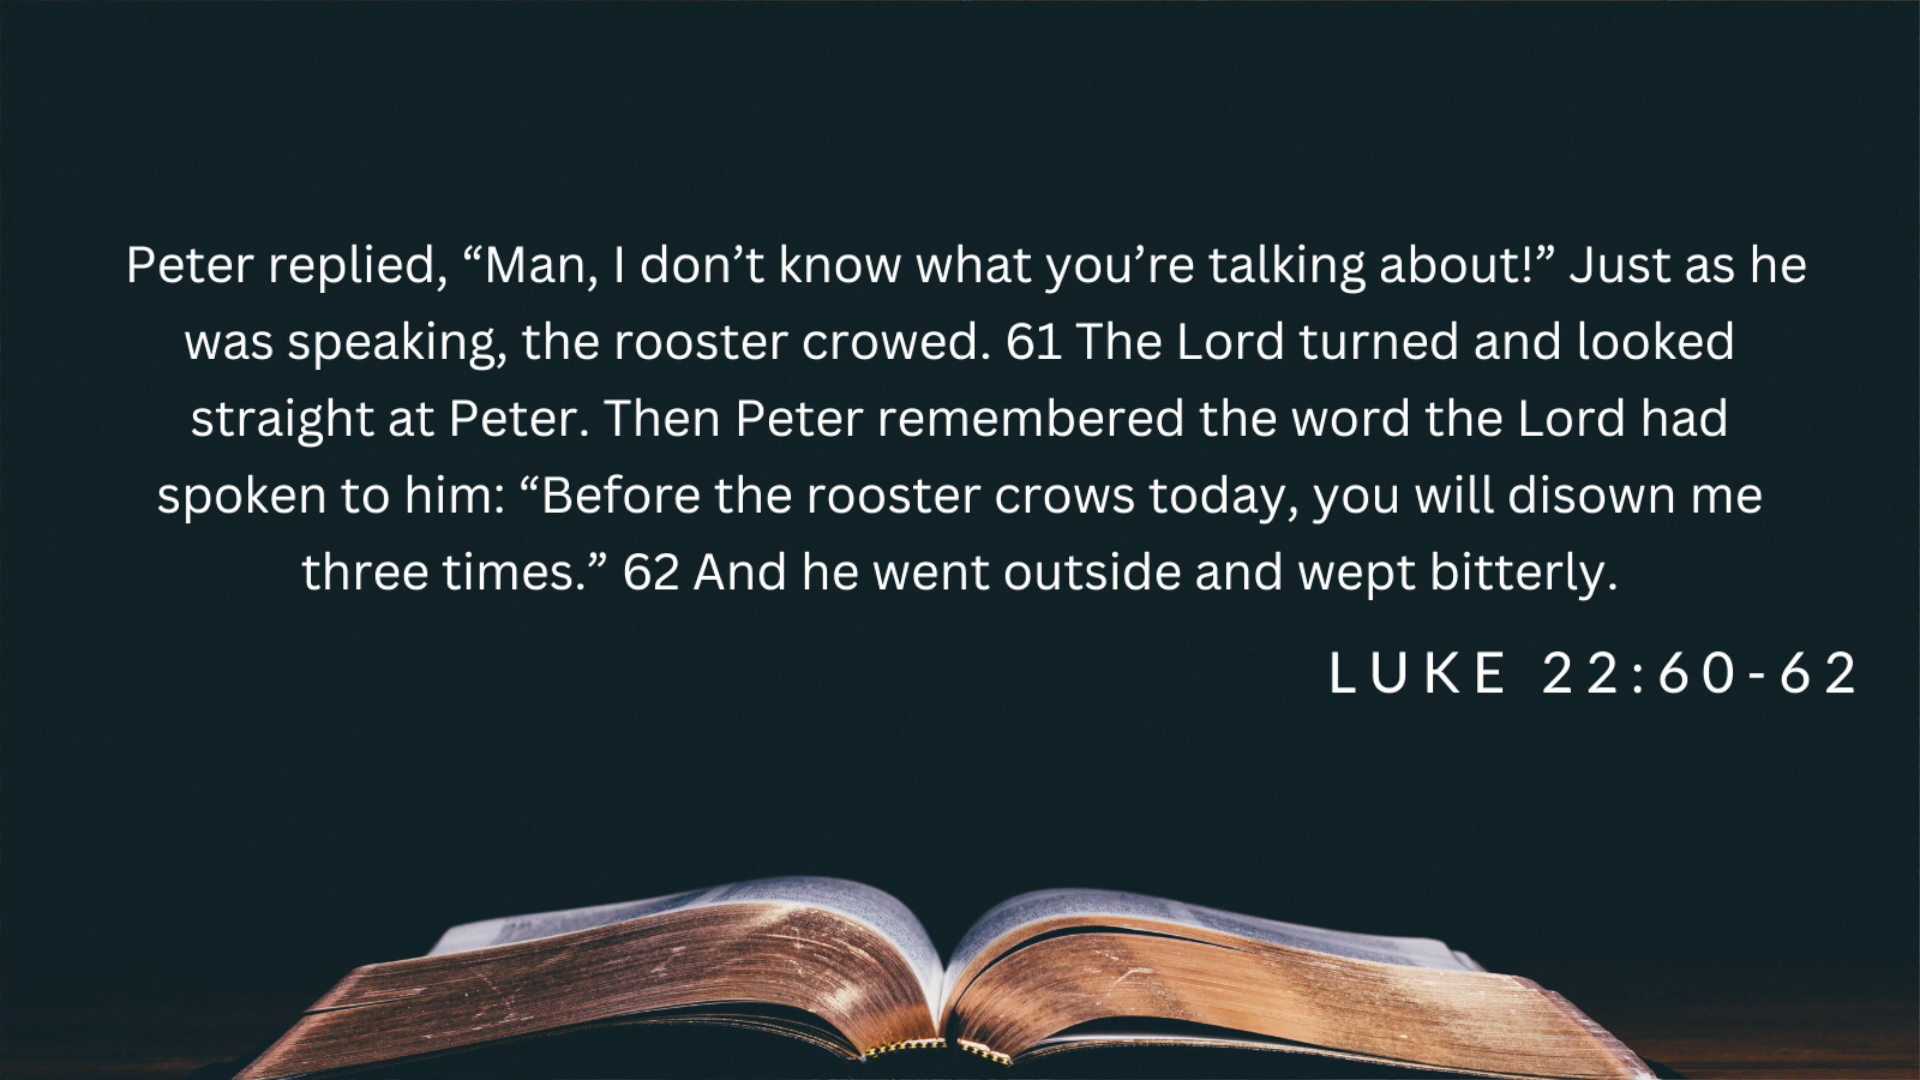 Peter replied, “Man, I don’t know what you’re talking about!” Just as he
was speaking, the rooster crowed. 61 The Lord turned and looked
straight at Peter. Then Peter remembered the word the Lord had
spoken to him: “Before the rooster crows today, you will disown me
three times.” 62 And he went outside and wept bitterly.
LUKE 22:60-62